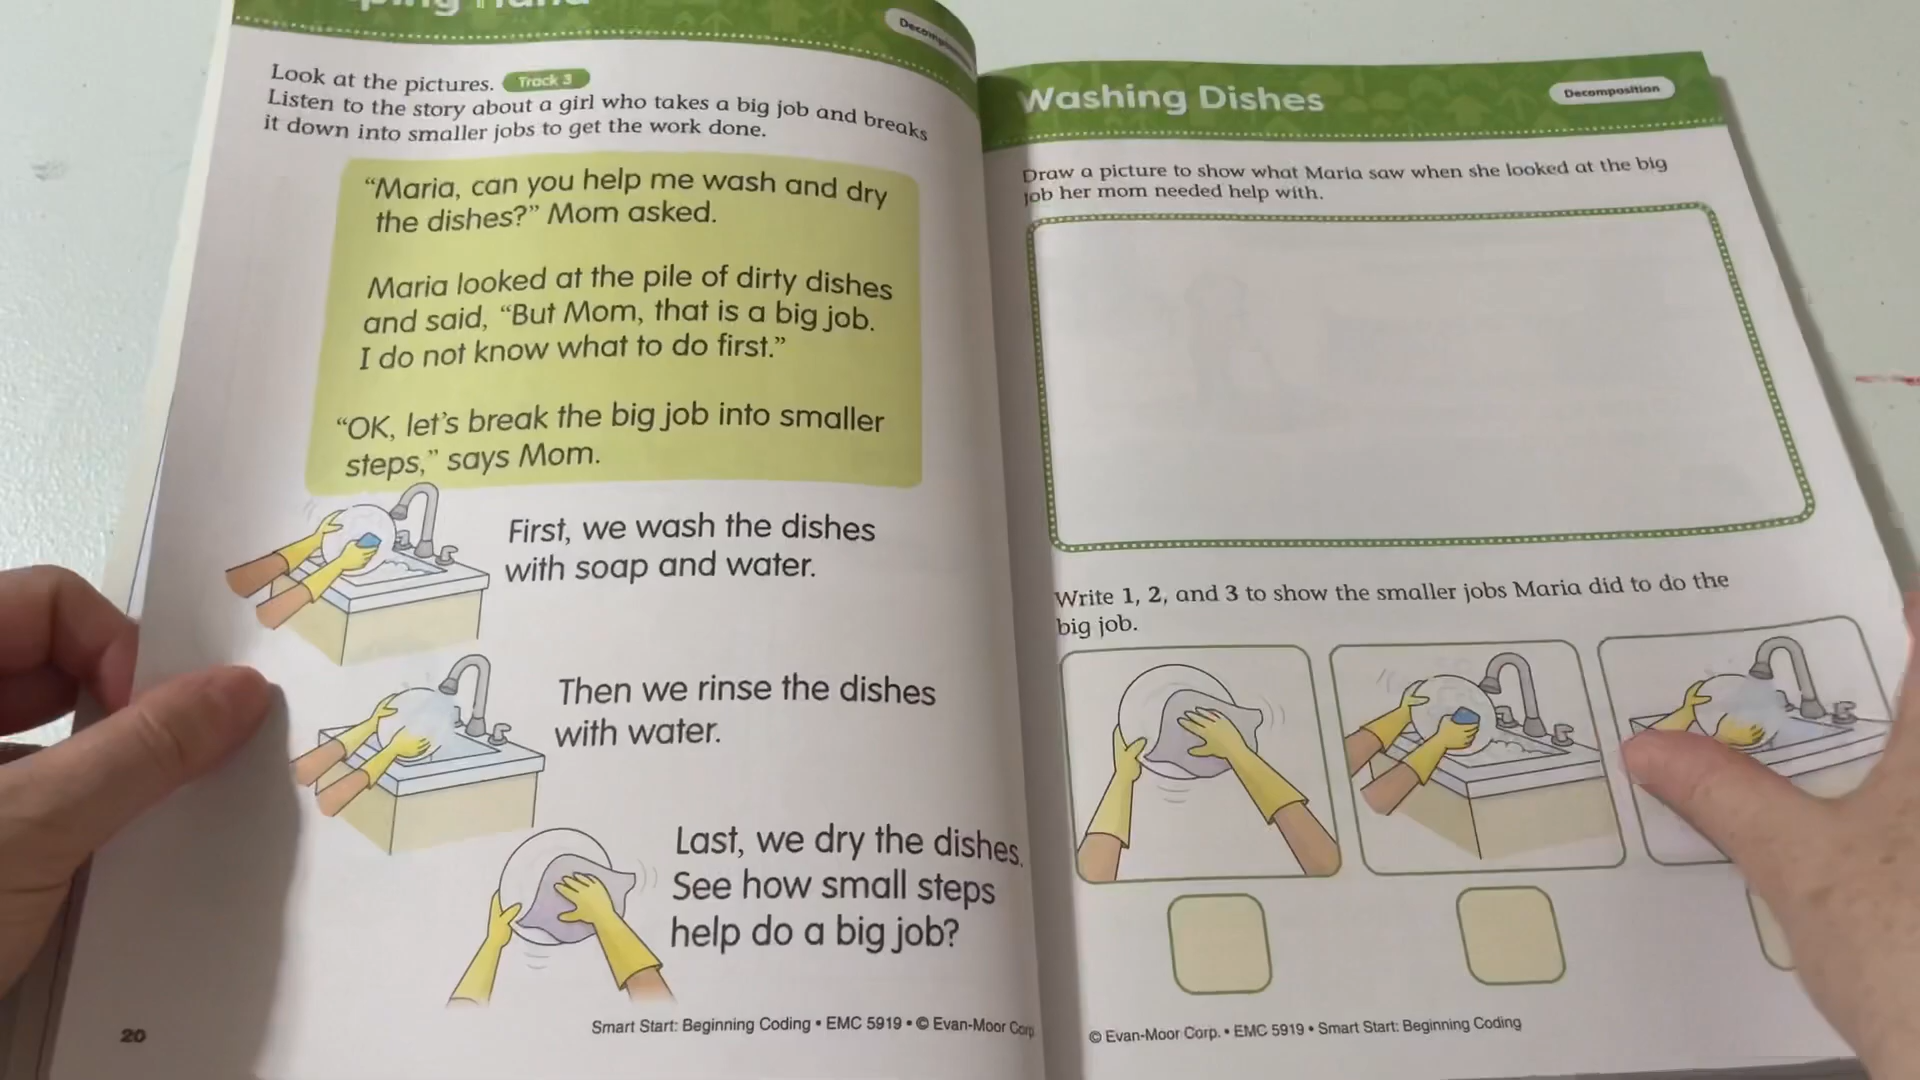 Look at the pictures. Track 3
Listen to the story about a girl who takes a big job and breaks
it down into smaller jobs to get the work done.
“Maria, can you help me wash and dry
the dishes?” Mom asked.
Maria looked at the pile of dirty dishes
and said, “But Mom, that is a big job.
I do not know what to do first.”
“OK, let’s break the big job into smaller
steps,” says Mom.
First, we wash the dishes
with soap and water.
Then we rinse the dishes
with water.
Last, we dry the dishes.
See how small steps
help do a big job?
20
Smart Start: Beginning Coding • EMC 5919 • © Evan-Moor Corp
Washing Dishes
Decomposition
Draw a picture to show what Maria saw when she looked at the big
job her mom needed help with.
Write 1, 2, and 3 to show the smaller jobs Maria did to do the
big job.
© Evan-Moor Corp. • EMC 5919 • Smart Start: Beginning Coding